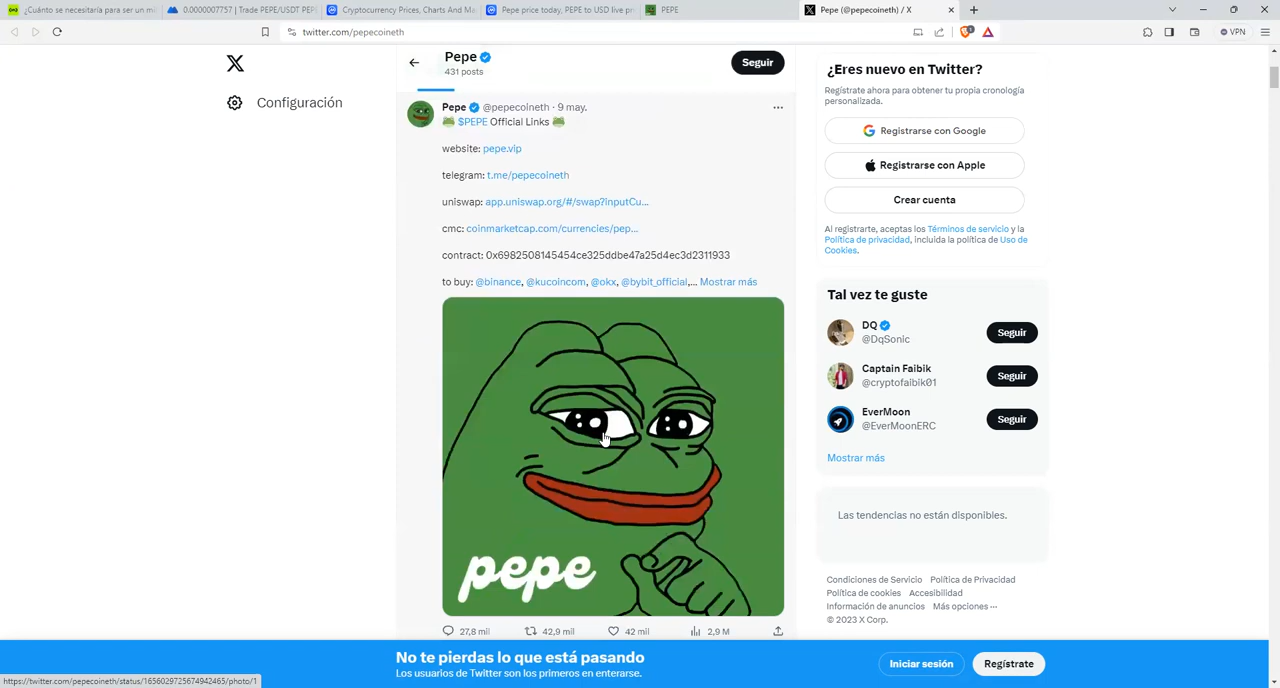 ¿Cuánto se necesitaría para ser un mi
0.0000007757 | Trade PEPE/USDT PEPE
Cryptocurrency Prices, Charts And Ma
Pepe price today, PEPE to USD live pr
PEPE
Pepe (@pepecoineth) / X
twitter.com/pepecoineth
VPN
Configuración
Pepe
431 posts
Seguir
Pepe @pepecoineth · 9 may.
$PEPE Official Links
website: pepe.vip
telegram: t.me/pepecoineth
uniswap: app.uniswap.org/#/swap?inputCu...
cmc: coinmarketcap.com/currencies/pep...
contract: 0x6982508145454ce325ddbe47a25d4ec3d2311933
to buy: @binance, @kucoincom, @okx, @bybit_official,... Mostrar más
pepe
27,8 mil
42,9 mil
42 mil
2,9 M
¿Eres nuevo en Twitter?
Regístrate ahora para obtener tu propia cronología
personalizada.
Registrarse con Google
Registrarse con Apple
Crear cuenta
Al registrarte, aceptas los Términos de servicio y la
Política de privacidad, incluida la política de Uso de
Cookies.
Tal vez te guste
DQ
@DqSonic
Seguir
Captain Faibik
@cryptofaibik01
Seguir
EverMoon
@EverMoonERC
Seguir
Mostrar más
Las tendencias no están disponibles.
Condiciones de Servicio Política de Privacidad
Política de cookies Accesibilidad
Información de anuncios Más opciones ···
© 2023 X Corp.
No te pierdas lo que está pasando
Los usuarios de Twitter son los primeros en enterarse.
Iniciar sesión
Regístrate
https://twitter.com/pepecoineth/status/1656029725674942465/photo/1